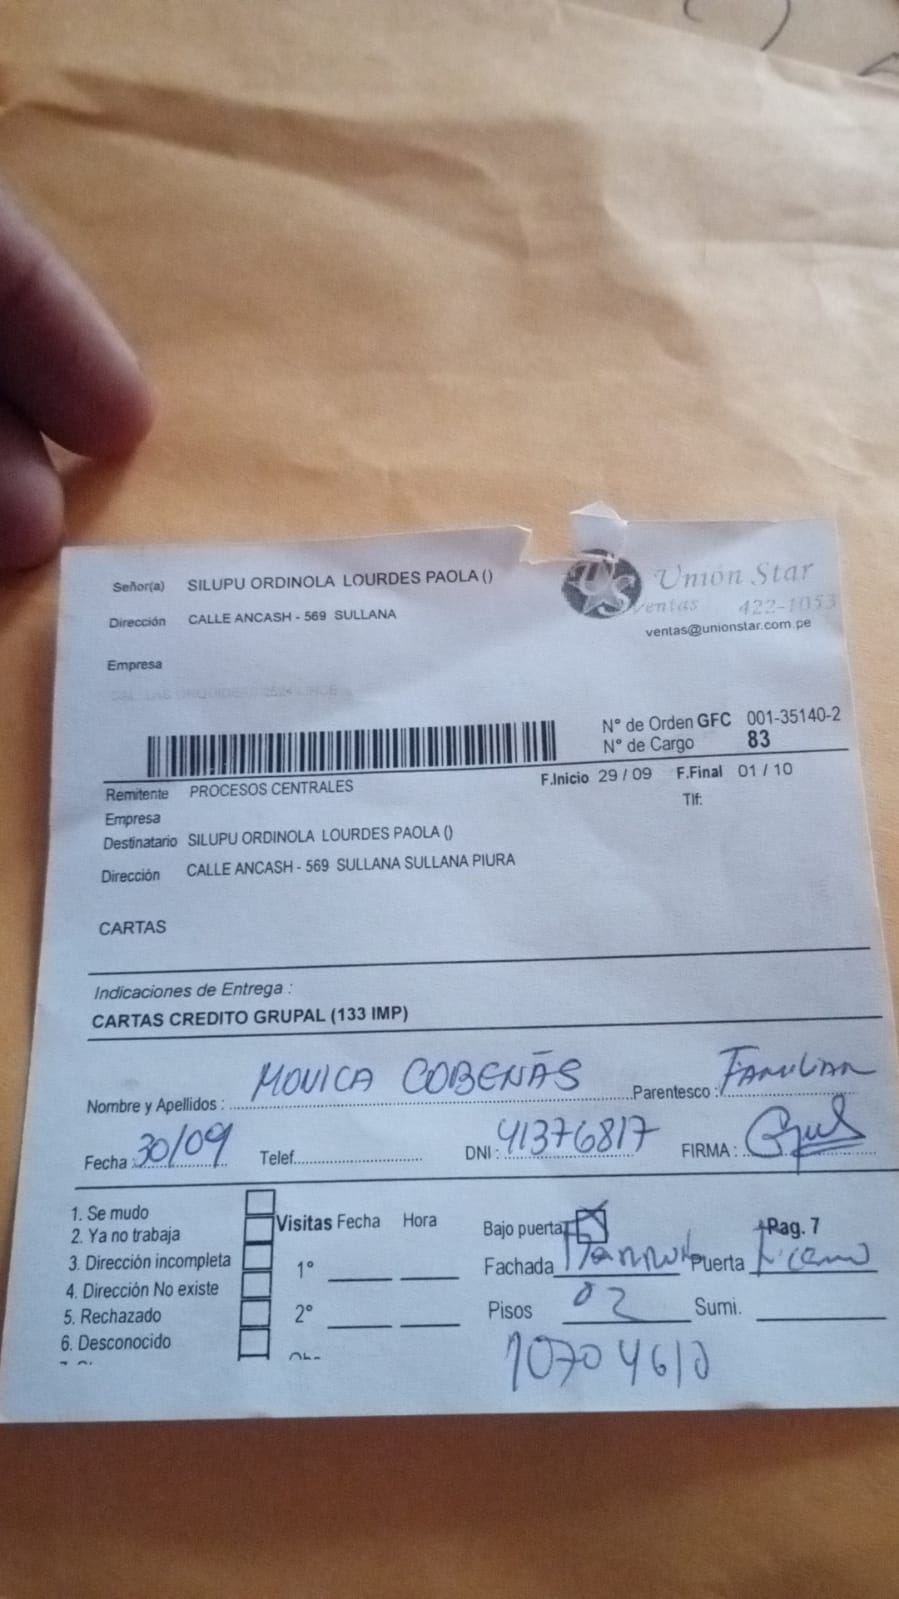 Señor(a) SILUPU ORDINOLA LOURDES PAOLA ()
Dirección CALLE ANCASH - 569 SULLANA
Empresa
US Unión Star
ventas 422-1053
ventas@unionstar.com.pe
N° de Orden GFC 001-35140-2
N° de Cargo 83
Remitente PROCESOS CENTRALES
F.Inicio 29 / 09 F.Final 01 / 10
Empresa
Tlf:
Destinatario SILUPU ORDINOLA LOURDES PAOLA ()
Dirección CALLE ANCASH - 569 SULLANA SULLANA PIURA
CARTAS
Indicaciones de Entrega :
CARTAS CREDITO GRUPAL (133 IMP)
Nombre y Apellidos : MONICA COBEÑAS Parentesco : FAMILIAR
Fecha 30/09 Telef. DNI : 41376817 FIRMA :
1. Se mudo
2. Ya no trabaja
3. Dirección incompleta
4. Dirección No existe
5. Rechazado
6. Desconocido
Visitas Fecha Hora
1°
2°
Bajo puerta Pag. 7
Fachada Puerta
Pisos 02 Sumi.